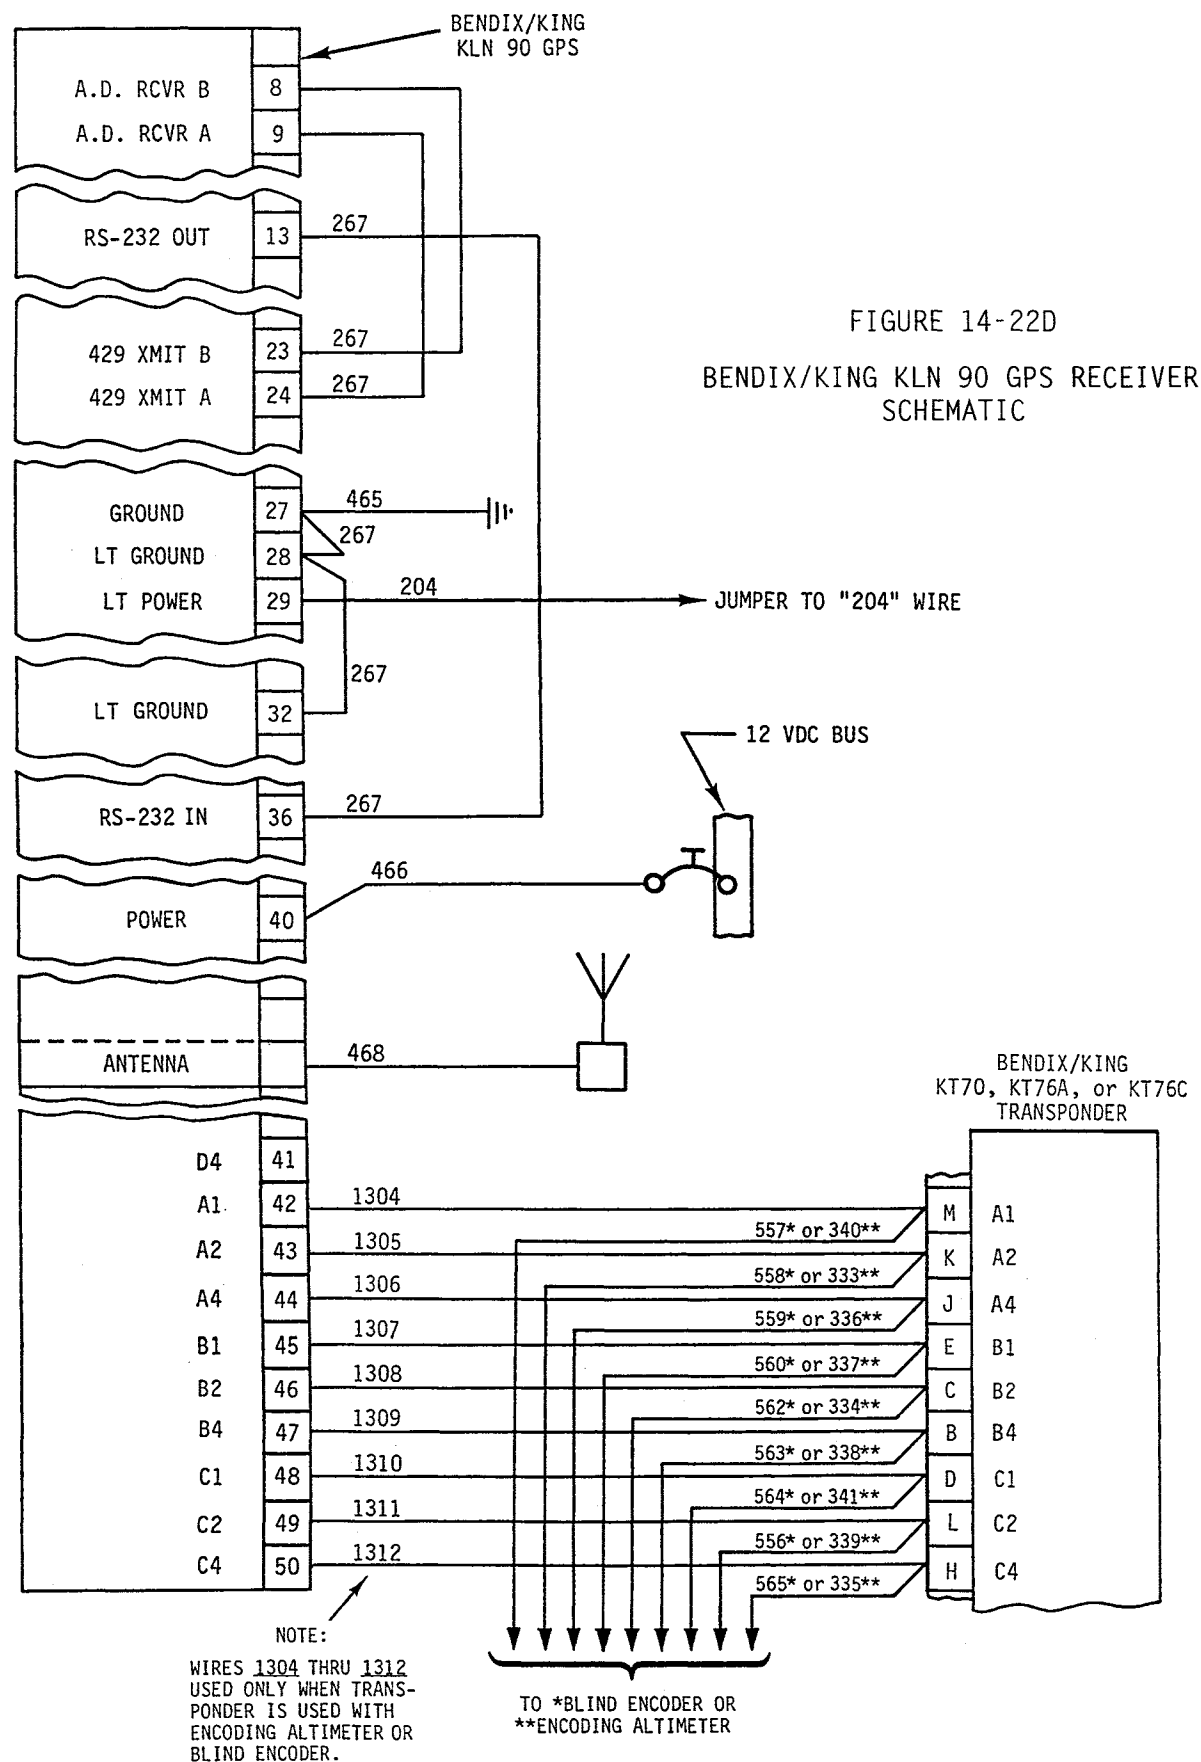 BENDIX/KING
KLN 90 GPS
A.D. RCVR B 8
A.D. RCVR A 9
RS-232 OUT 13 267
429 XMIT B 23 267
429 XMIT A 24 267
FIGURE 14-22D
BENDIX/KING KLN 90 GPS RECEIVER
SCHEMATIC
GROUND 27 465
267
LT GROUND 28
LT POWER 29 204 JUMPER TO "204" WIRE
267
LT GROUND 32
12 VDC BUS
RS-232 IN 36 267
466
POWER 40
ANTENNA 468
BENDIX/KING
KT70, KT76A, or KT76C
TRANSPONDER
D4 41
A1 42 1304 M A1
557* or 340**
A2 43 1305 K A2
558* or 333**
A4 44 1306 J A4
559* or 336**
B1 45 1307 E B1
560* or 337**
B2 46 1308 C B2
562* or 334**
B4 47 1309 B B4
563* or 338**
C1 48 1310 D C1
564* or 341**
C2 49 1311 L C2
556* or 339**
C4 50 1312 H C4
565* or 335**
NOTE:
WIRES 1304 THRU 1312
USED ONLY WHEN TRANS-
PONDER IS USED WITH
ENCODING ALTIMETER OR
BLIND ENCODER.
TO *BLIND ENCODER OR
**ENCODING ALTIMETER